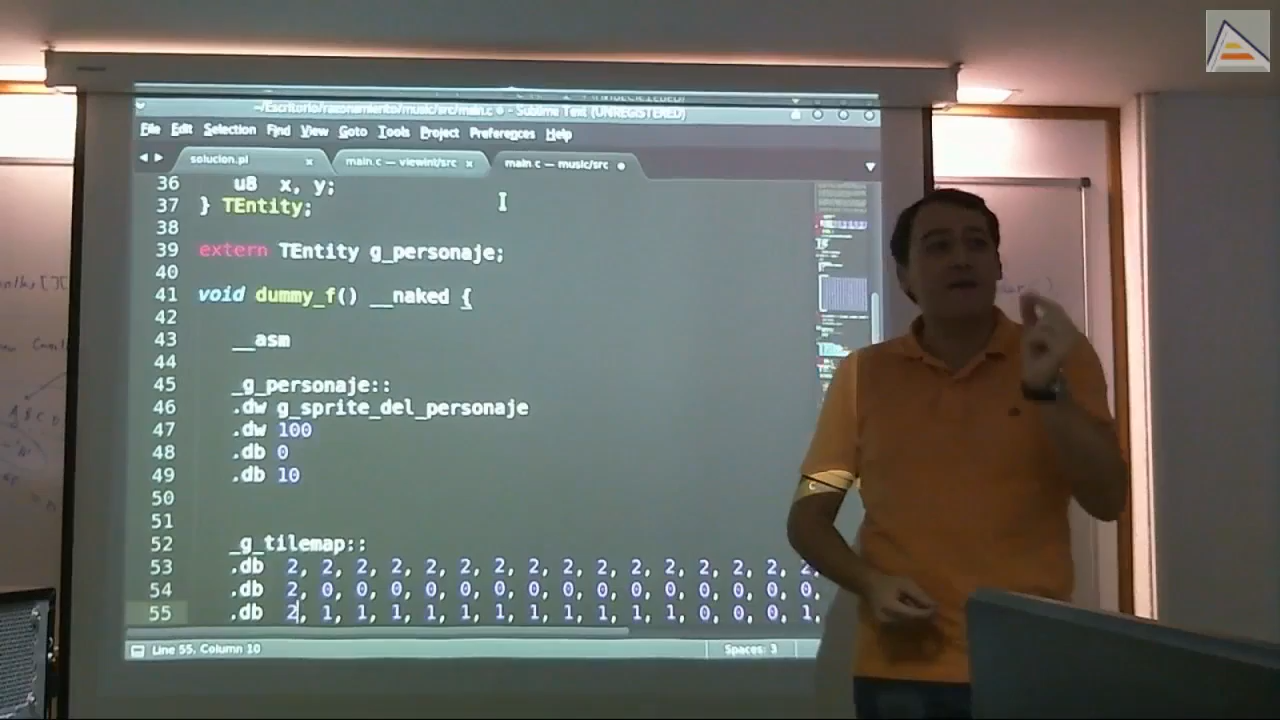 ~/Escritorio/razonamiento/music/src/main.c • - Sublime Text (UNREGISTERED)
File Edit Selection Find View Goto Tools Project Preferences Help
solucion.pl × main.c — viewint/src × main.c — music/src •
36 u8 x, y;
37 } TEntity;
38
39 extern TEntity g_personaje;
40
41 void dummy_f() __naked {
42
43 __asm
44
45 _g_personaje::
46 .dw g_sprite_del_personaje
47 .dw 100
48 .db 0
49 .db 10
50
51
52 _g_tilemap::
53 .db 2, 2, 2, 2, 2, 2, 2, 2, 2, 2, 2, 2, 2, 2, 2, 2,
54 .db 2, 0, 0, 0, 0, 0, 0, 0, 0, 0, 0, 0, 0, 0, 0, 0,
55 .db 2, 1, 1, 1, 1, 1, 1, 1, 1, 1, 1, 1, 0, 0, 0, 1,
Line 55, Column 10 Spaces: 3